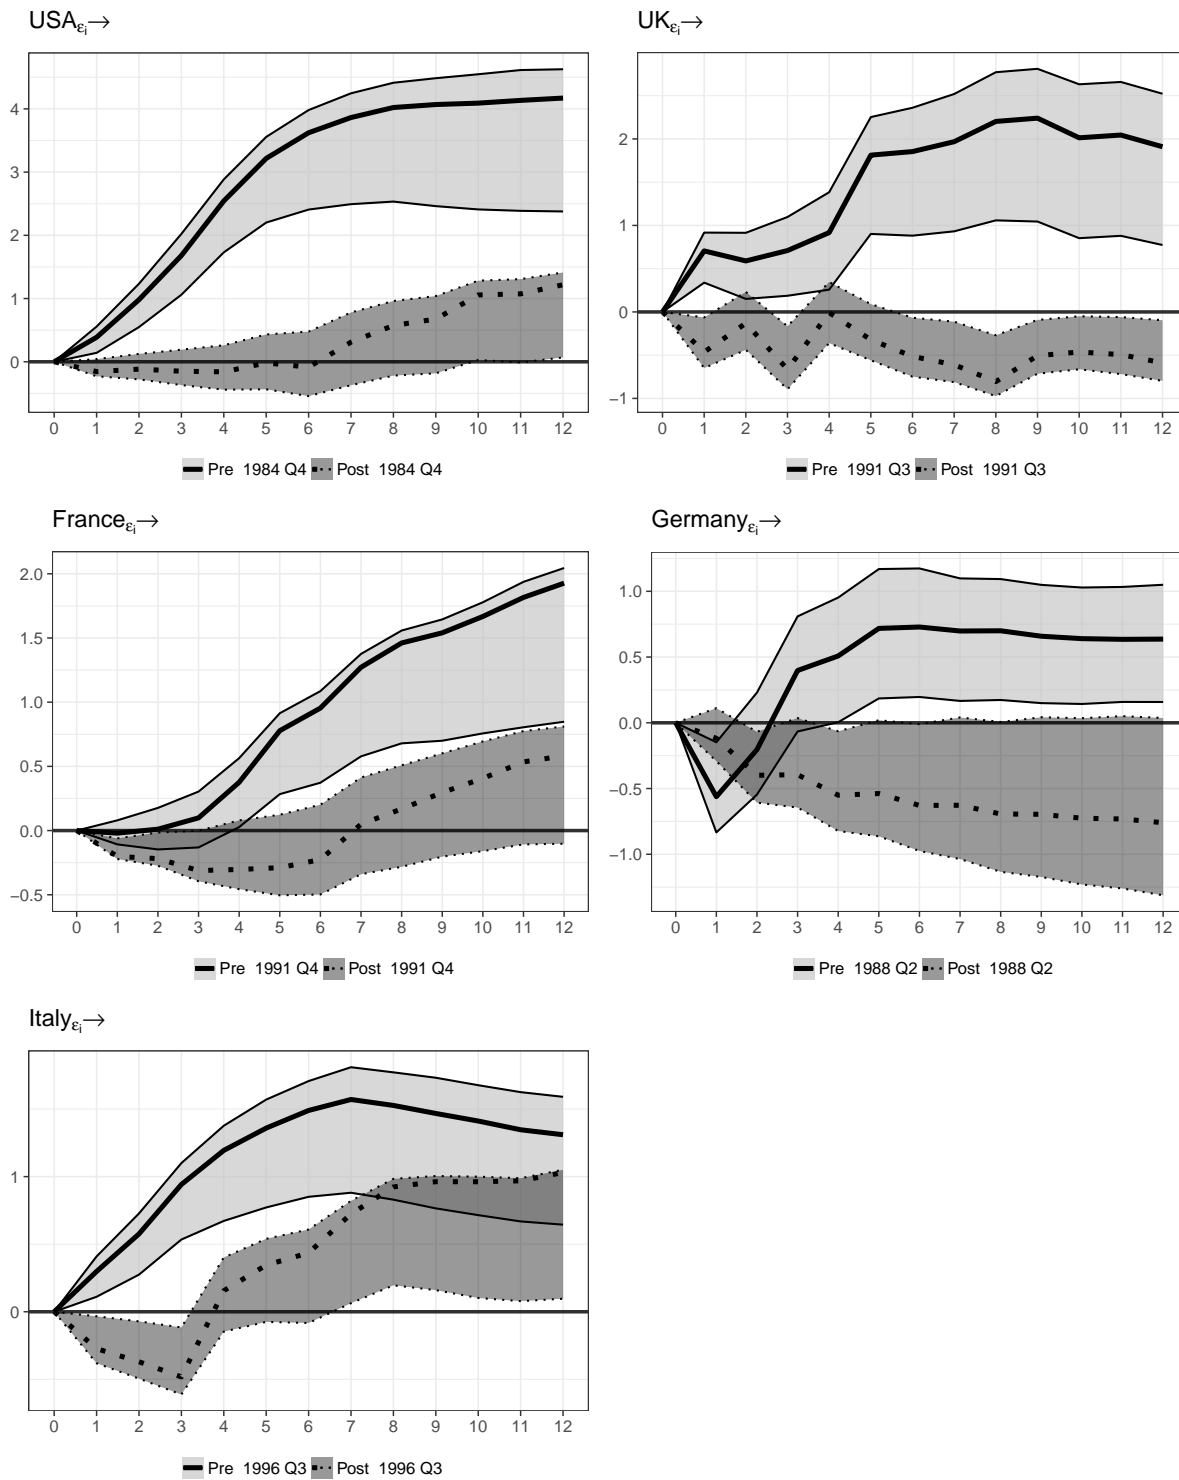 USAεi→
4
3
2
1
0
0 1 2 3 4 5 6 7 8 9 10 11 12
Pre 1984 Q4 Post 1984 Q4
UKεi→
2
1
0
−1
0 1 2 3 4 5 6 7 8 9 10 11 12
Pre 1991 Q3 Post 1991 Q3
Franceεi→
2.0
1.5
1.0
0.5
0.0
−0.5
0 1 2 3 4 5 6 7 8 9 10 11 12
Pre 1991 Q4 Post 1991 Q4
Germanyεi→
1.0
0.5
0.0
−0.5
−1.0
0 1 2 3 4 5 6 7 8 9 10 11 12
Pre 1988 Q2 Post 1988 Q2
Italyεi→
1
0
0 1 2 3 4 5 6 7 8 9 10 11 12
Pre 1996 Q3 Post 1996 Q3